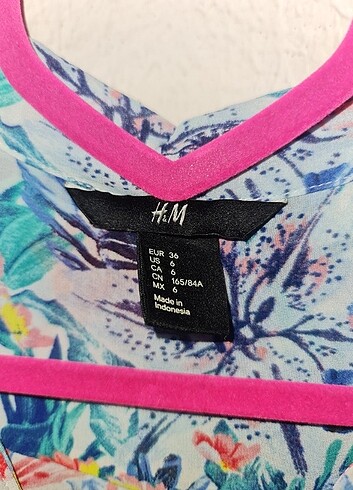 H&M
EUR 36
US 6
CA 6
CN 165/84A
MX 6
Made in
Indonesia